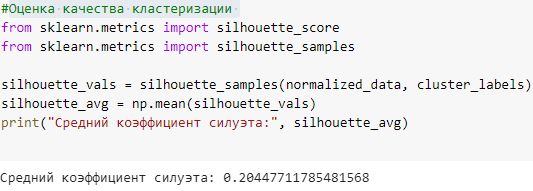 #Оценка качества кластеризации
from sklearn.metrics import silhouette_score
from sklearn.metrics import silhouette_samples
silhouette_vals = silhouette_samples(normalized_data, cluster_labels)
silhouette_avg = np.mean(silhouette_vals)
print("Средний коэффициент силуэта:", silhouette_avg)
Средний коэффициент силуэта: 0.20447711785481568